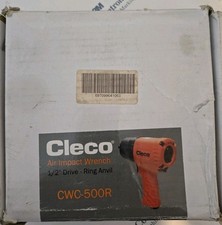 Cleco
Air Impact Wrench
1/2" Drive - Ring Anvil
CWC-500R